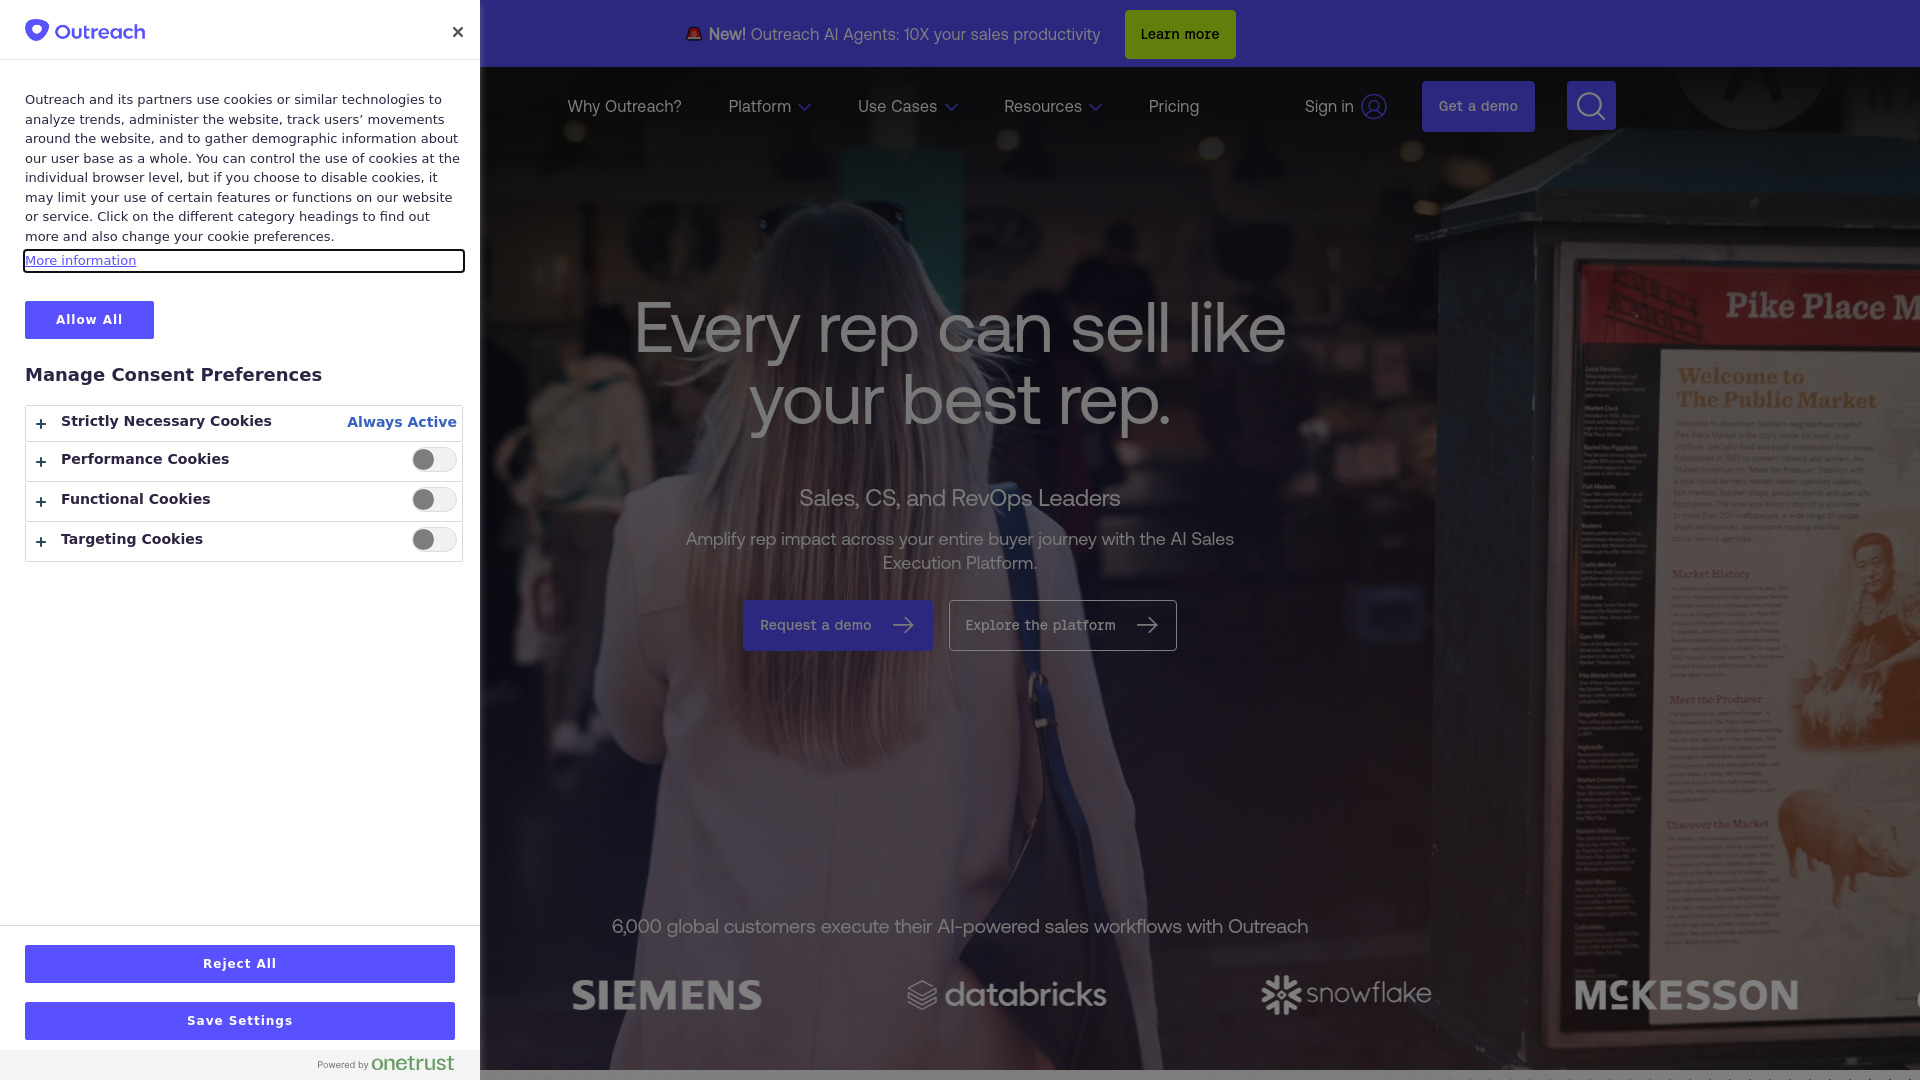 Outreach
New! Outreach AI Agents: 10X your sales productivity
Learn more
Why Outreach?
Platform
Use Cases
Resources
Pricing
Sign in
Get a demo
Outreach and its partners use cookies or similar technologies to
analyze trends, administer the website, track users’ movements
around the website, and to gather demographic information about
our user base as a whole. You can control the use of cookies at the
individual browser level, but if you choose to disable cookies, it
may limit your use of certain features or functions on our website
or service. Click on the different category headings to find out
more and also change your cookie preferences.
More information
Allow All
Manage Consent Preferences
Strictly Necessary Cookies
Always Active
Performance Cookies
Functional Cookies
Targeting Cookies
Reject All
Save Settings
Powered by onetrust
Every rep can sell like
your best rep.
Sales, CS, and RevOps Leaders
Amplify rep impact across your entire buyer journey with the AI Sales
Execution Platform.
Request a demo
Explore the platform
6,000 global customers execute their AI-powered sales workflows with Outreach
SIEMENS
databricks
snowflake
MCKESSON
Pike Place M
Welcome to
The Public Market
Market History
Meet the Producer
Discover the Market